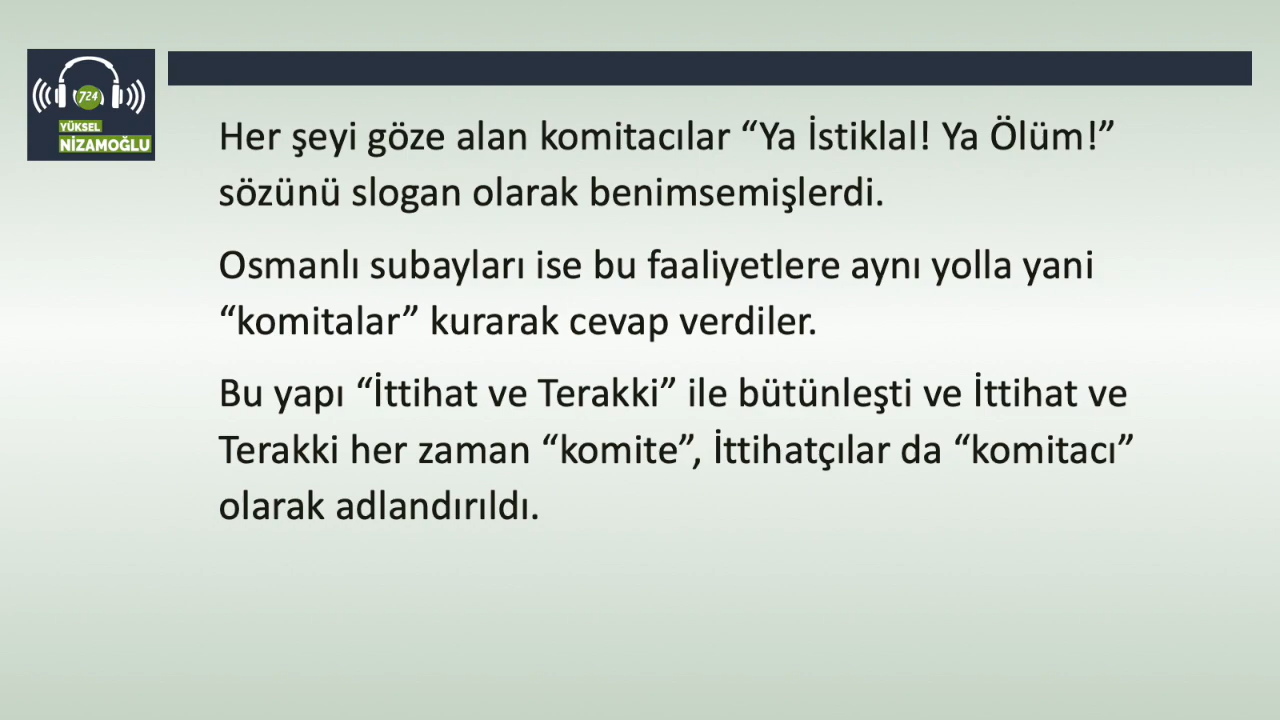 724
YÜKSEL
NİZAMOĞLU
Her şeyi göze alan komitacılar “Ya İstiklal! Ya Ölüm!”
sözünü slogan olarak benimsemişlerdi.
Osmanlı subayları ise bu faaliyetlere aynı yolla yani
“komitalar” kurarak cevap verdiler.
Bu yapı “İttihat ve Terakki” ile bütünleşti ve İttihat ve
Terakki her zaman “komite”, İttihatçılar da “komitacı”
olarak adlandırıldı.